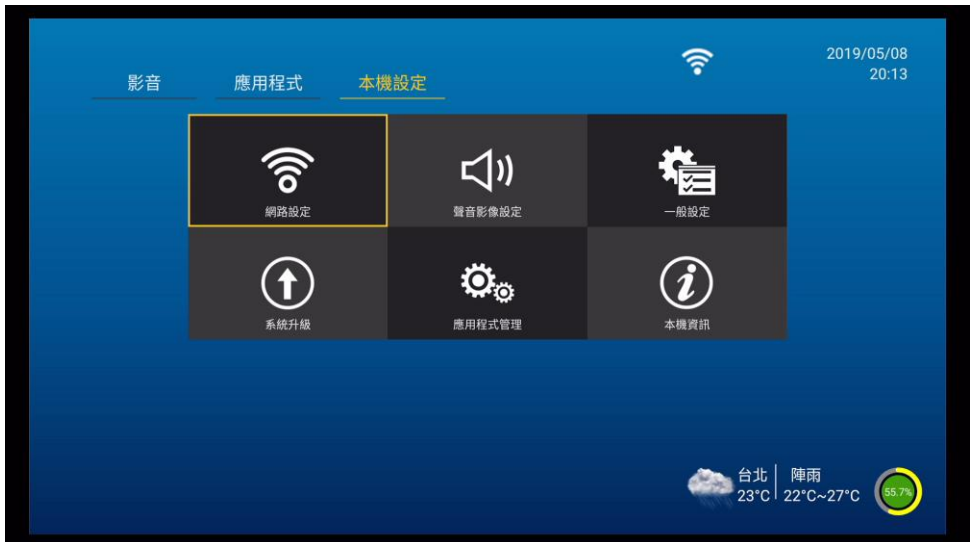 影音
應用程式
本機設定
2019/05/08
20:13
網路設定
聲音影像設定
一般設定
系統升級
應用程式管理
本機資訊
台北 陣雨
23°C 22°C~27°C
55.7%